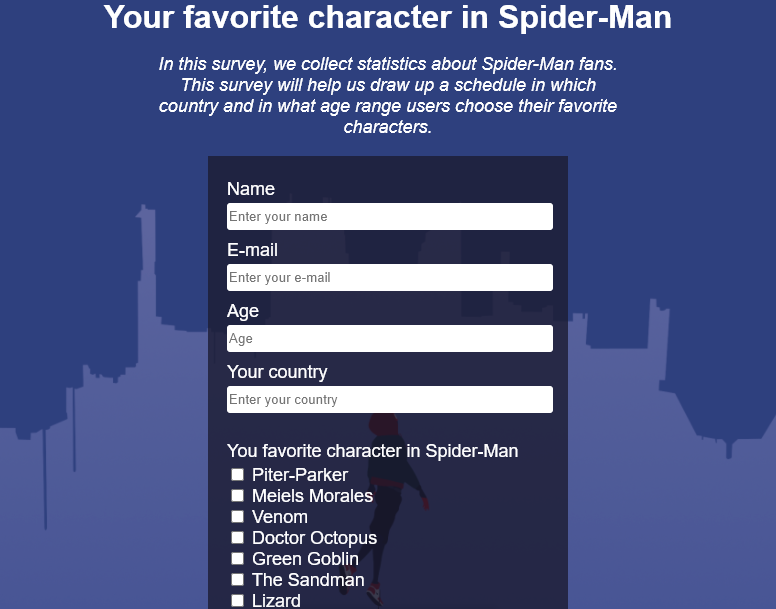 Your favorite character in Spider-Man
In this survey, we collect statistics about Spider-Man fans.
This survey will help us draw up a schedule in which
country and in what age range users choose their favorite
characters.
Name
Enter your name
E-mail
Enter your e-mail
Age
Age
Your country
Enter your country
You favorite character in Spider-Man
Piter-Parker
Meiels Morales
Venom
Doctor Octopus
Green Goblin
The Sandman
Lizard